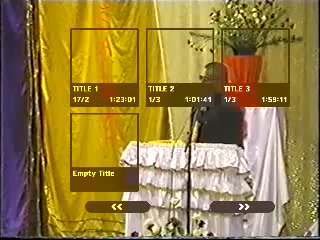 TITLE 1
17/2 1:23:01
TITLE 2
1/3 1:01:41
TITLE 3
1/3 1:59:11
Empty Title
<< >>